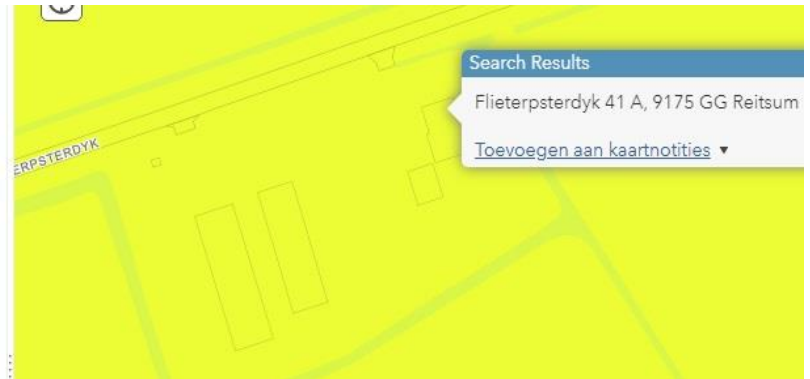 Search Results
Flieterpsterdyk 41 A, 9175 GG Reitsum
Toevoegen aan kaartnotities
ERPSTERDYK